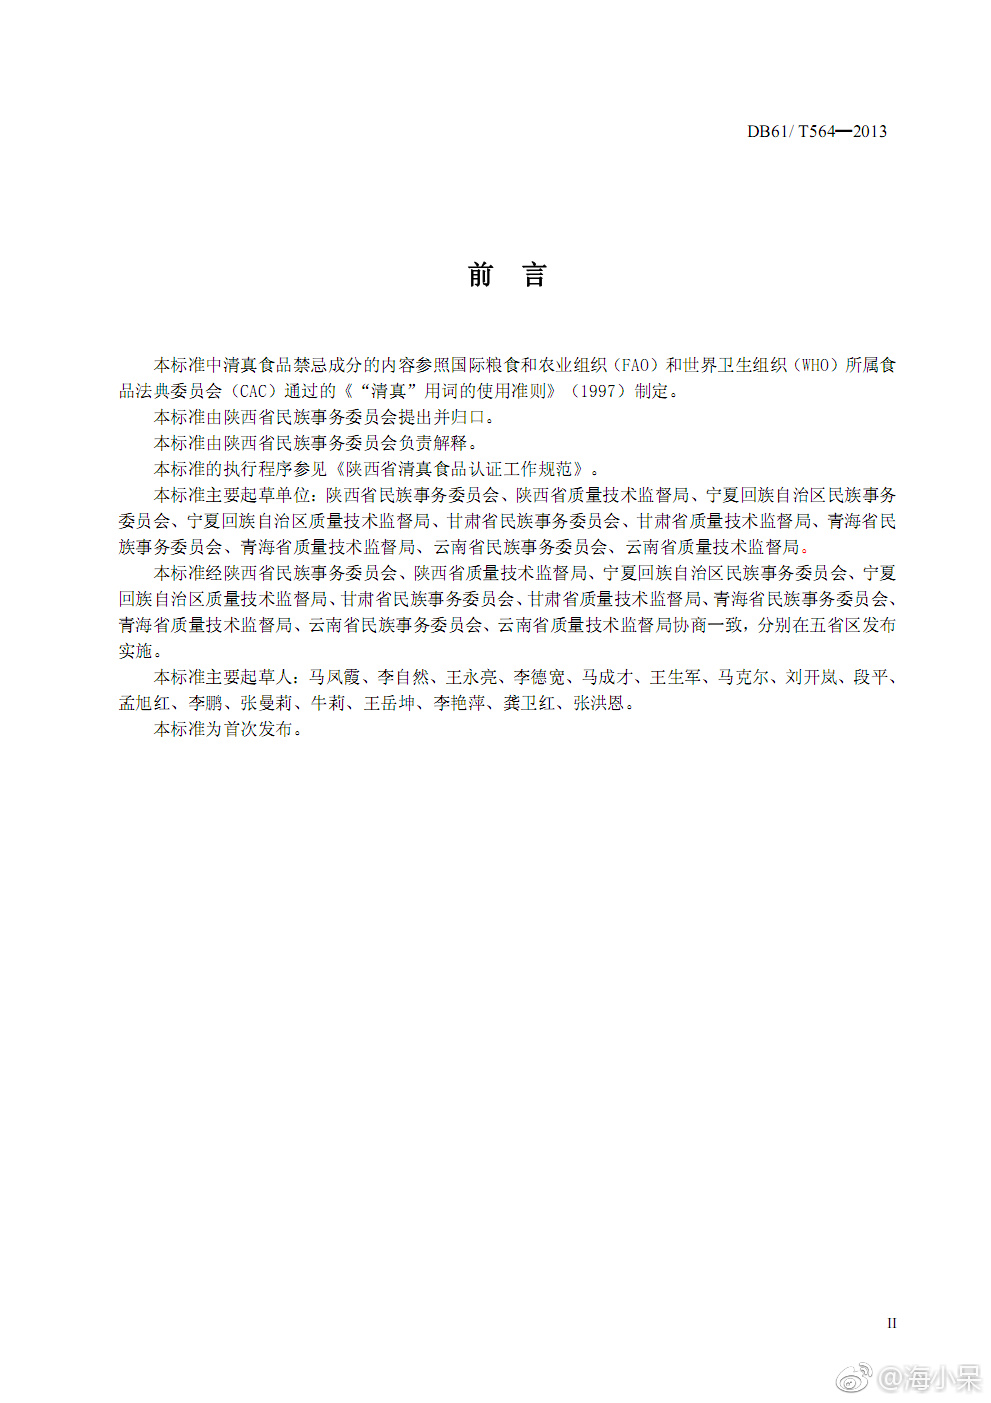 DB61/ T564—2013
前 言
本标准中清真食品禁忌成分的内容参照国际粮食和农业组织（FAO）和世界卫生组织（WHO）所属食
品法典委员会（CAC）通过的《“清真”用词的使用准则》（1997）制定。
本标准由陕西省民族事务委员会提出并归口。
本标准由陕西省民族事务委员会负责解释。
本标准的执行程序参见《陕西省清真食品认证工作规范》。
本标准主要起草单位：陕西省民族事务委员会、陕西省质量技术监督局、宁夏回族自治区民族事务
委员会、宁夏回族自治区质量技术监督局、甘肃省民族事务委员会、甘肃省质量技术监督局、青海省民
族事务委员会、青海省质量技术监督局、云南省民族事务委员会、云南省质量技术监督局。
本标准经陕西省民族事务委员会、陕西省质量技术监督局、宁夏回族自治区民族事务委员会、宁夏
回族自治区质量技术监督局、甘肃省民族事务委员会、甘肃省质量技术监督局、青海省民族事务委员会、
青海省质量技术监督局、云南省民族事务委员会、云南省质量技术监督局协商一致，分别在五省区发布
实施。
本标准主要起草人：马凤霞、李自然、王永亮、李德宽、马成才、王生军、马克尔、刘开岚、段平、
孟旭红、李鹏、张曼莉、牛莉、王岳坤、李艳萍、龚卫红、张洪恩。
本标准为首次发布。
II
@海小呆